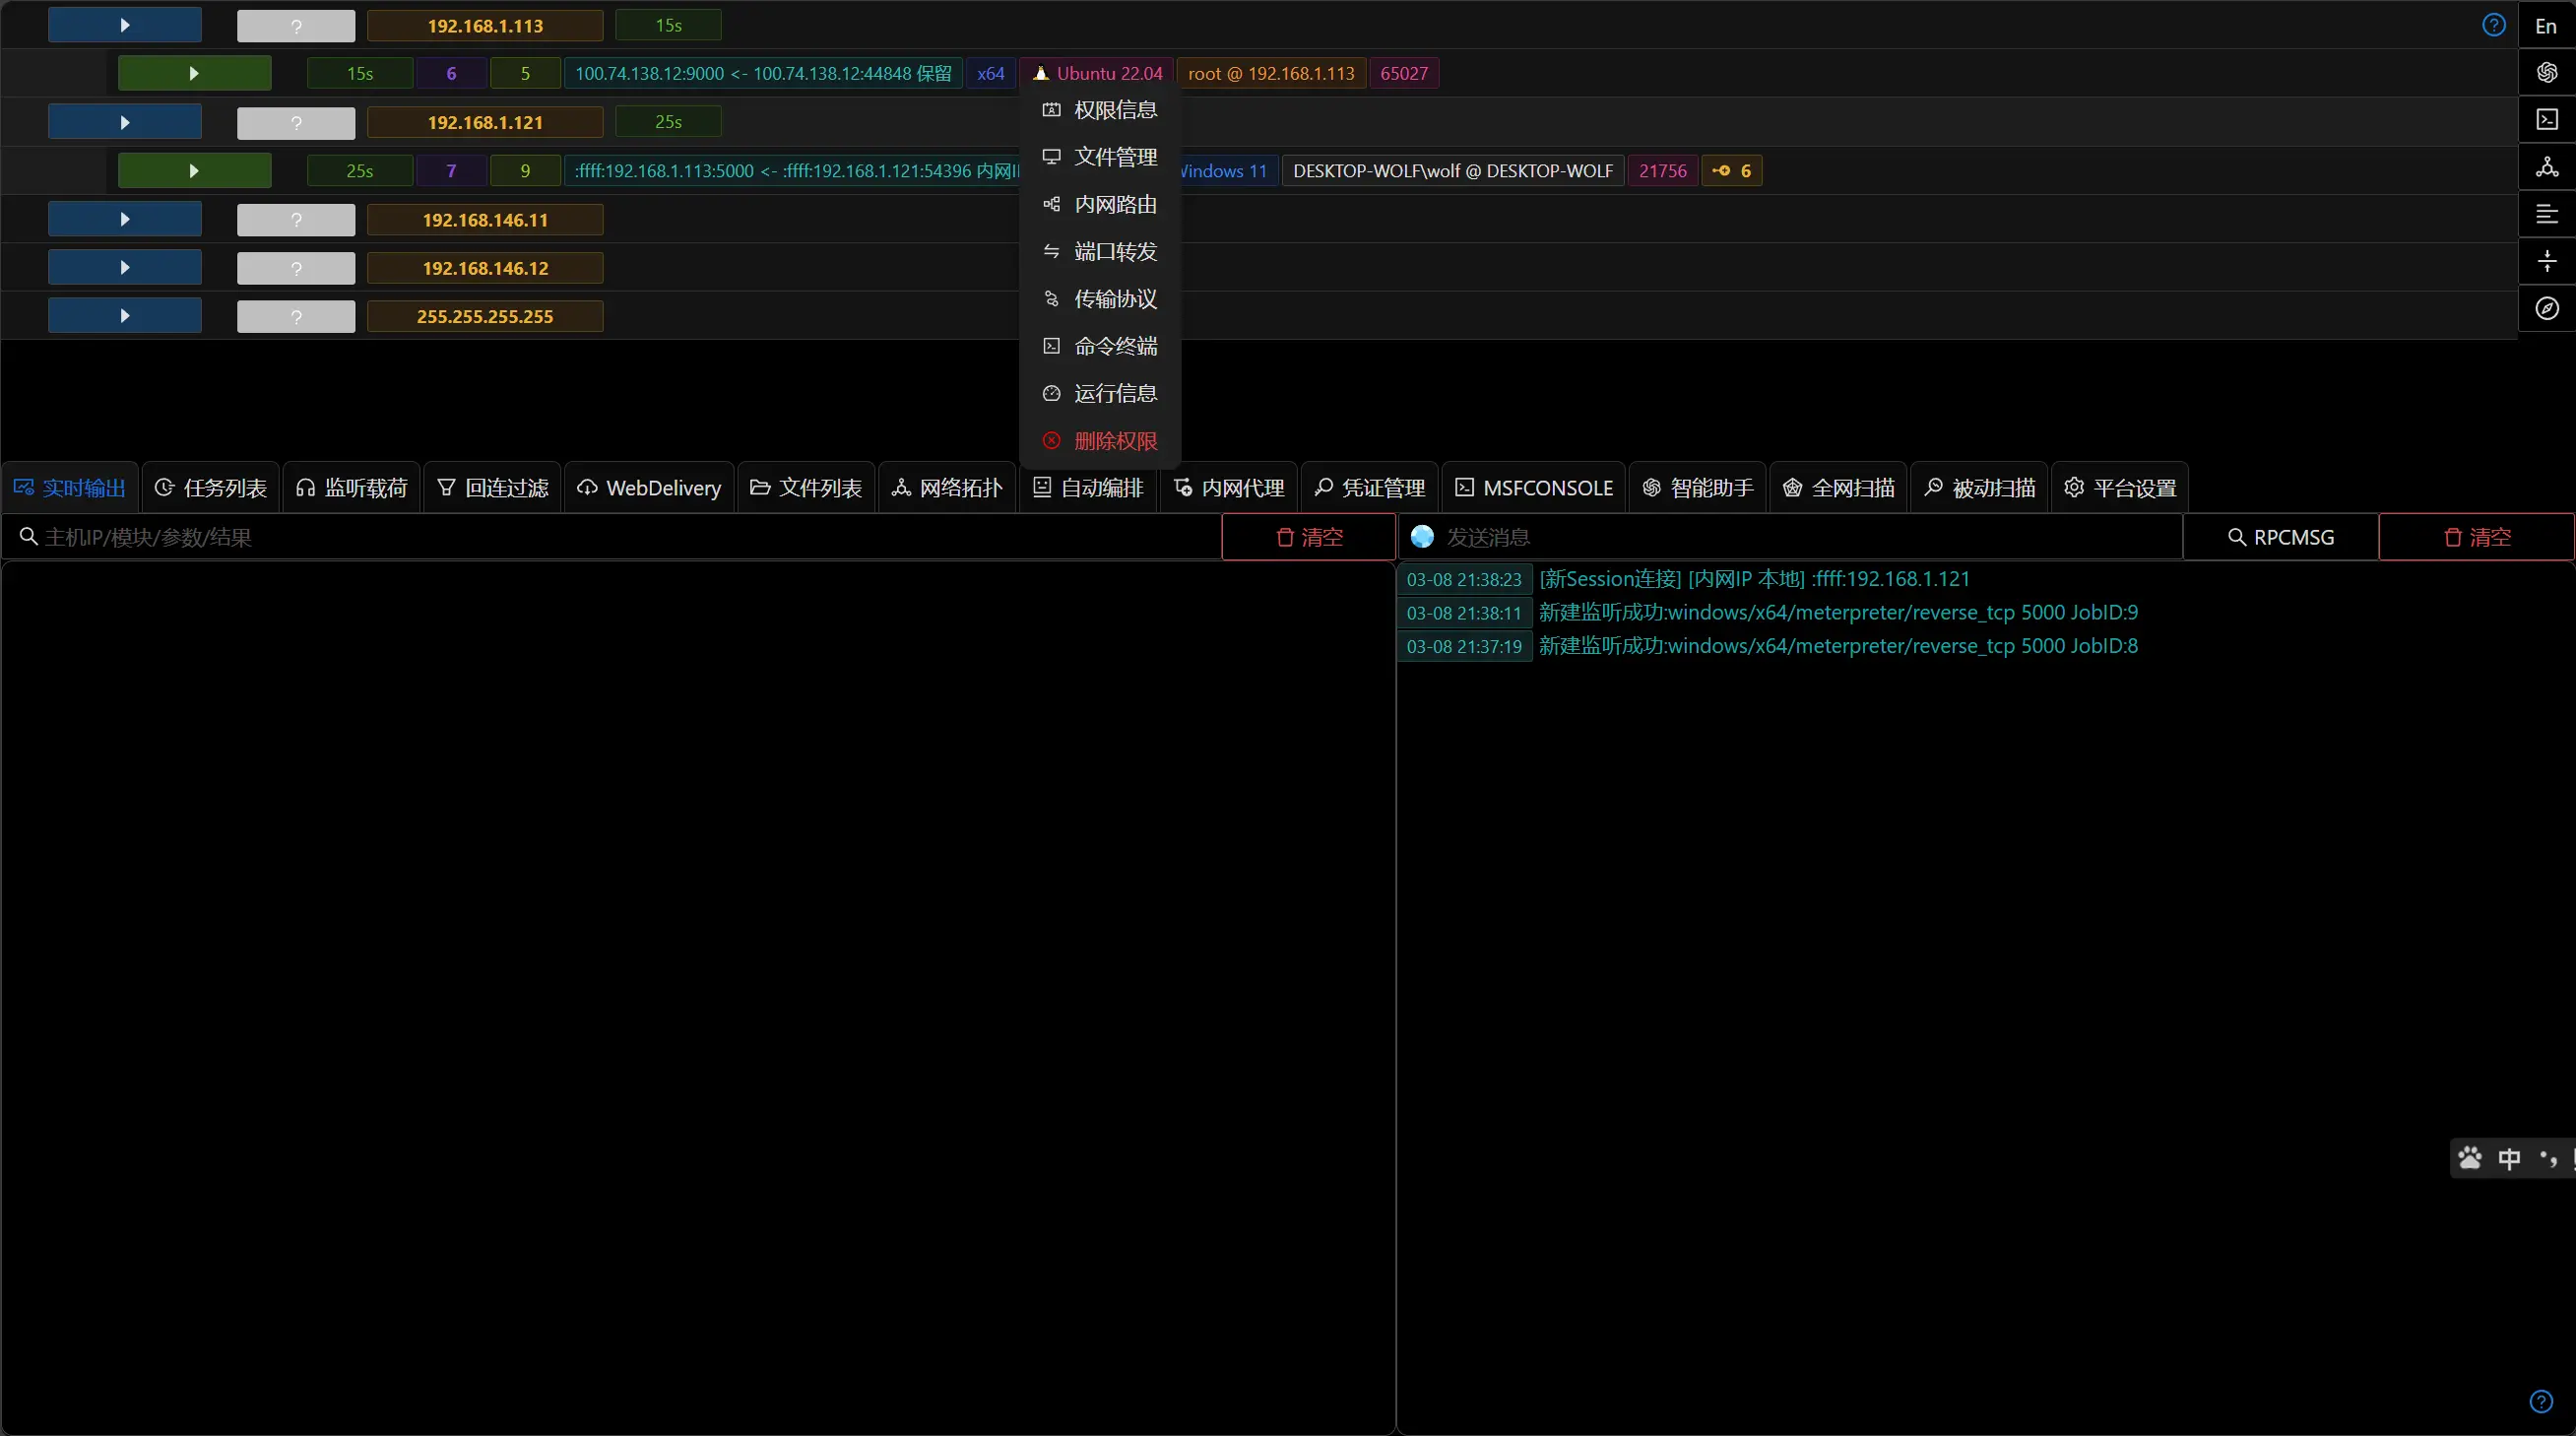 ? 192.168.1.113 15s En
15s 6 5 100.74.138.12:9000 <- 100.74.138.12:44848 保留 x64 Ubuntu 22.04 root @ 192.168.1.113 65027
? 192.168.1.121 25s
25s 7 9 :ffff:192.168.1.113:5000 <- :ffff:192.168.1.121:54396 内网 Windows 11 DESKTOP-WOLF\wolf @ DESKTOP-WOLF 21756 6
? 192.168.146.11
? 192.168.146.12
? 255.255.255.255
权限信息
文件管理
内网路由
端口转发
传输协议
命令终端
运行信息
删除权限
实时输出 任务列表 监听载荷 回连过滤 WebDelivery 文件列表 网络拓扑 自动编排 内网代理 凭证管理 MSFCONSOLE 智能助手 全网扫描 被动扫描 平台设置
主机IP/模块/参数/结果 清空 发送消息 RPCMSG 清空
03-08 21:38:23 [新Session连接] [内网IP 本地] :ffff:192.168.1.121
03-08 21:38:11 新建监听成功:windows/x64/meterpreter/reverse_tcp 5000 JobID:9
03-08 21:37:19 新建监听成功:windows/x64/meterpreter/reverse_tcp 5000 JobID:8
中 ,